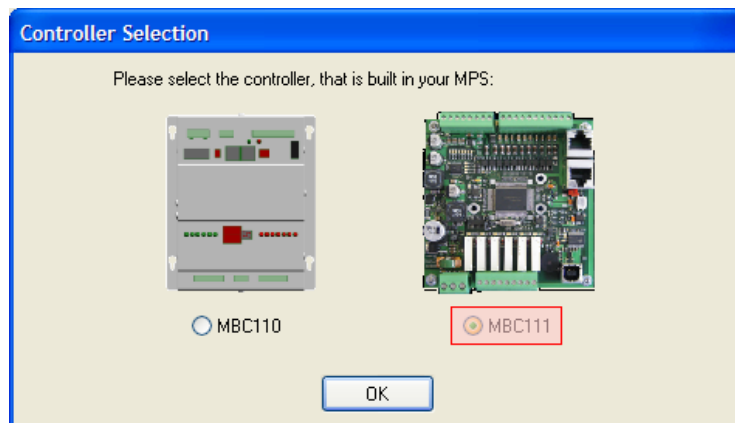 Controller Selection
Please select the controller, that is built in your MPS:
MBC110
MBC111
OK